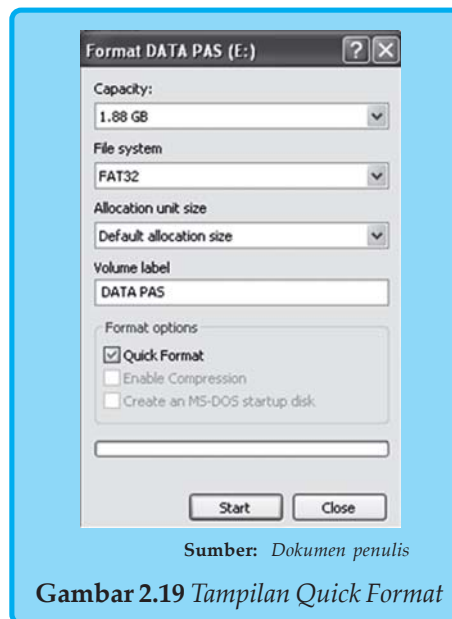 Format DATA PAS (E:)
Capacity:
1.88 GB
File system
FAT32
Allocation unit size
Default allocation size
Volume label
DATA PAS
Format options
Quick Format
Enable Compression
Create an MS-DOS startup disk
Start Close
Sumber: Dokumen penulis
Gambar 2.19 Tampilan Quick Format